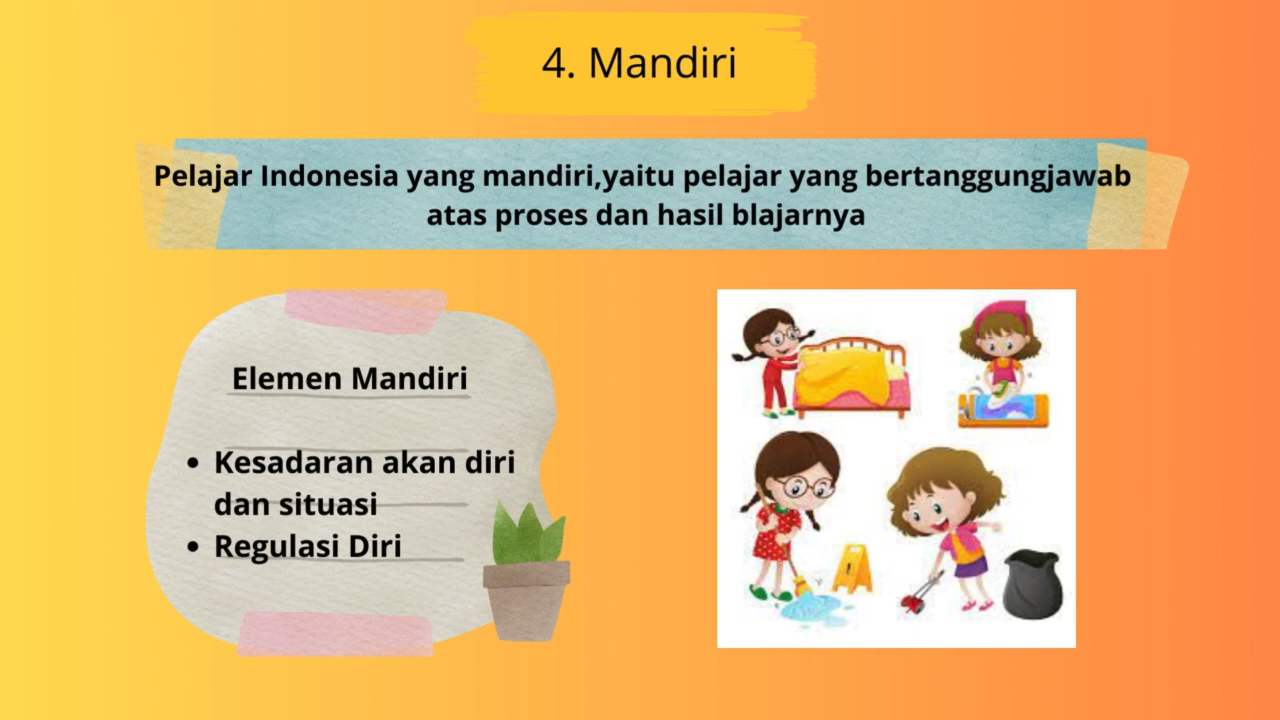 4. Mandiri
Pelajar Indonesia yang mandiri,yaitu pelajar yang bertanggungjawab
atas proses dan hasil blajarnya
Elemen Mandiri
• Kesadaran akan diri
dan situasi
• Regulasi Diri